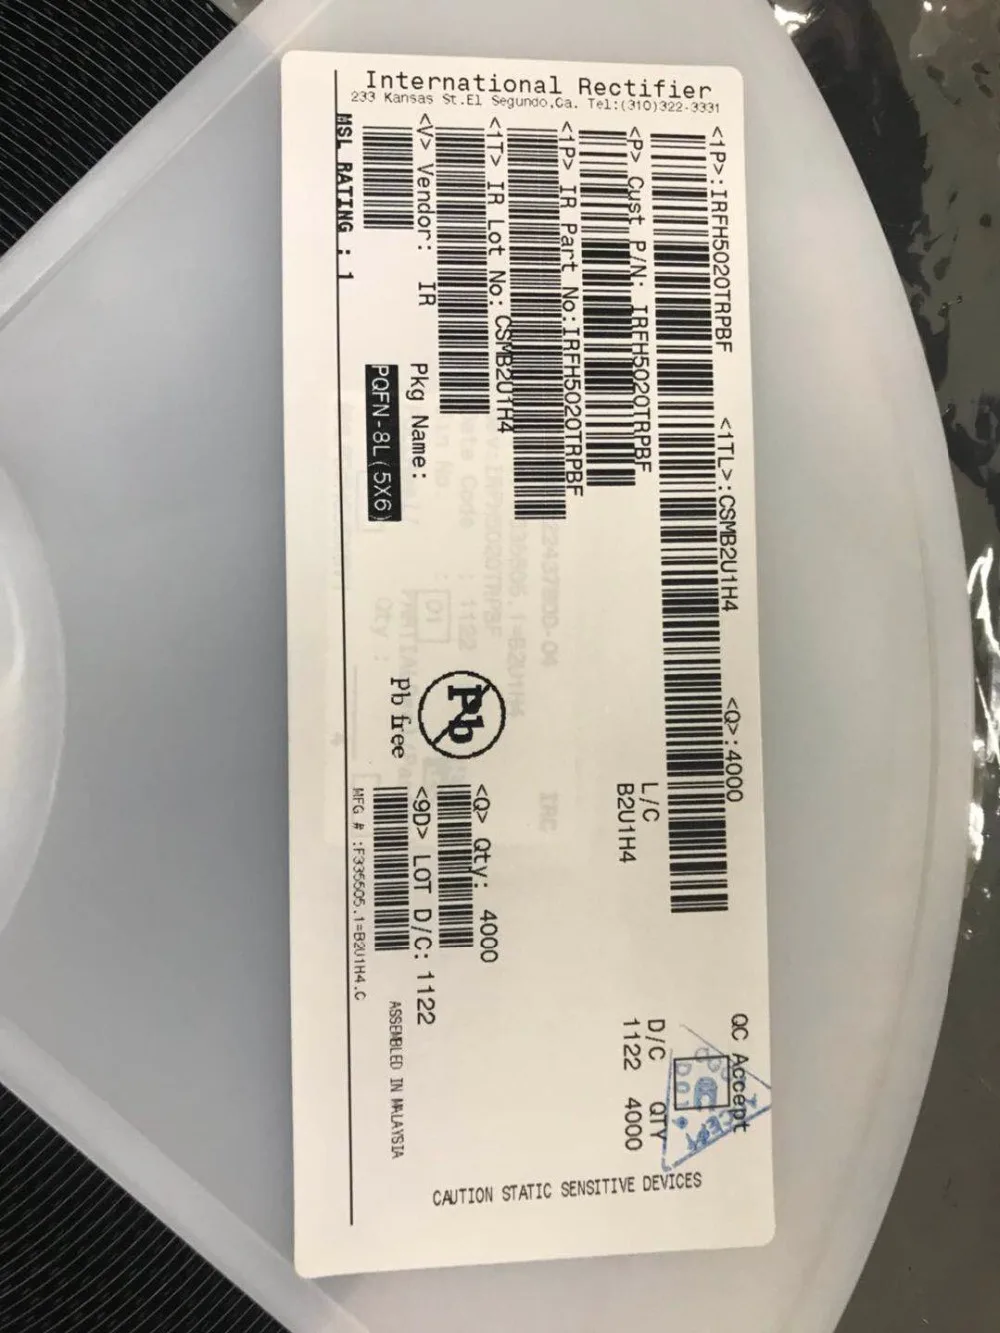 International Rectifier
233 Kansas St.El Segundo,Ca. Tel:(310)322-3331
<1P>:IRFH5020TRPBF <1TL>:CSMB2U1H4 <Q>:4000
QC Accept
<P> Cust P/N: IRFH5020TRPBF
L/C
B2U1H4
D/C QTY
1122 4000
<1P> IR Part No:IRFH5020TRPBF
<1T> IR Lot No: CSMB2U1H4
<Q> Qty: 4000
<V> Vendor: IR
Pkg Name:
PQFN-8L(5X6)
Pb
Pb free
<9D> LOT D/C: 1122
ASSEMBLED IN MALAYSIA
MSL RATING : 1
MFG # :F335505.1=B2U1H4.C
CAUTION STATIC SENSITIVE DEVICES